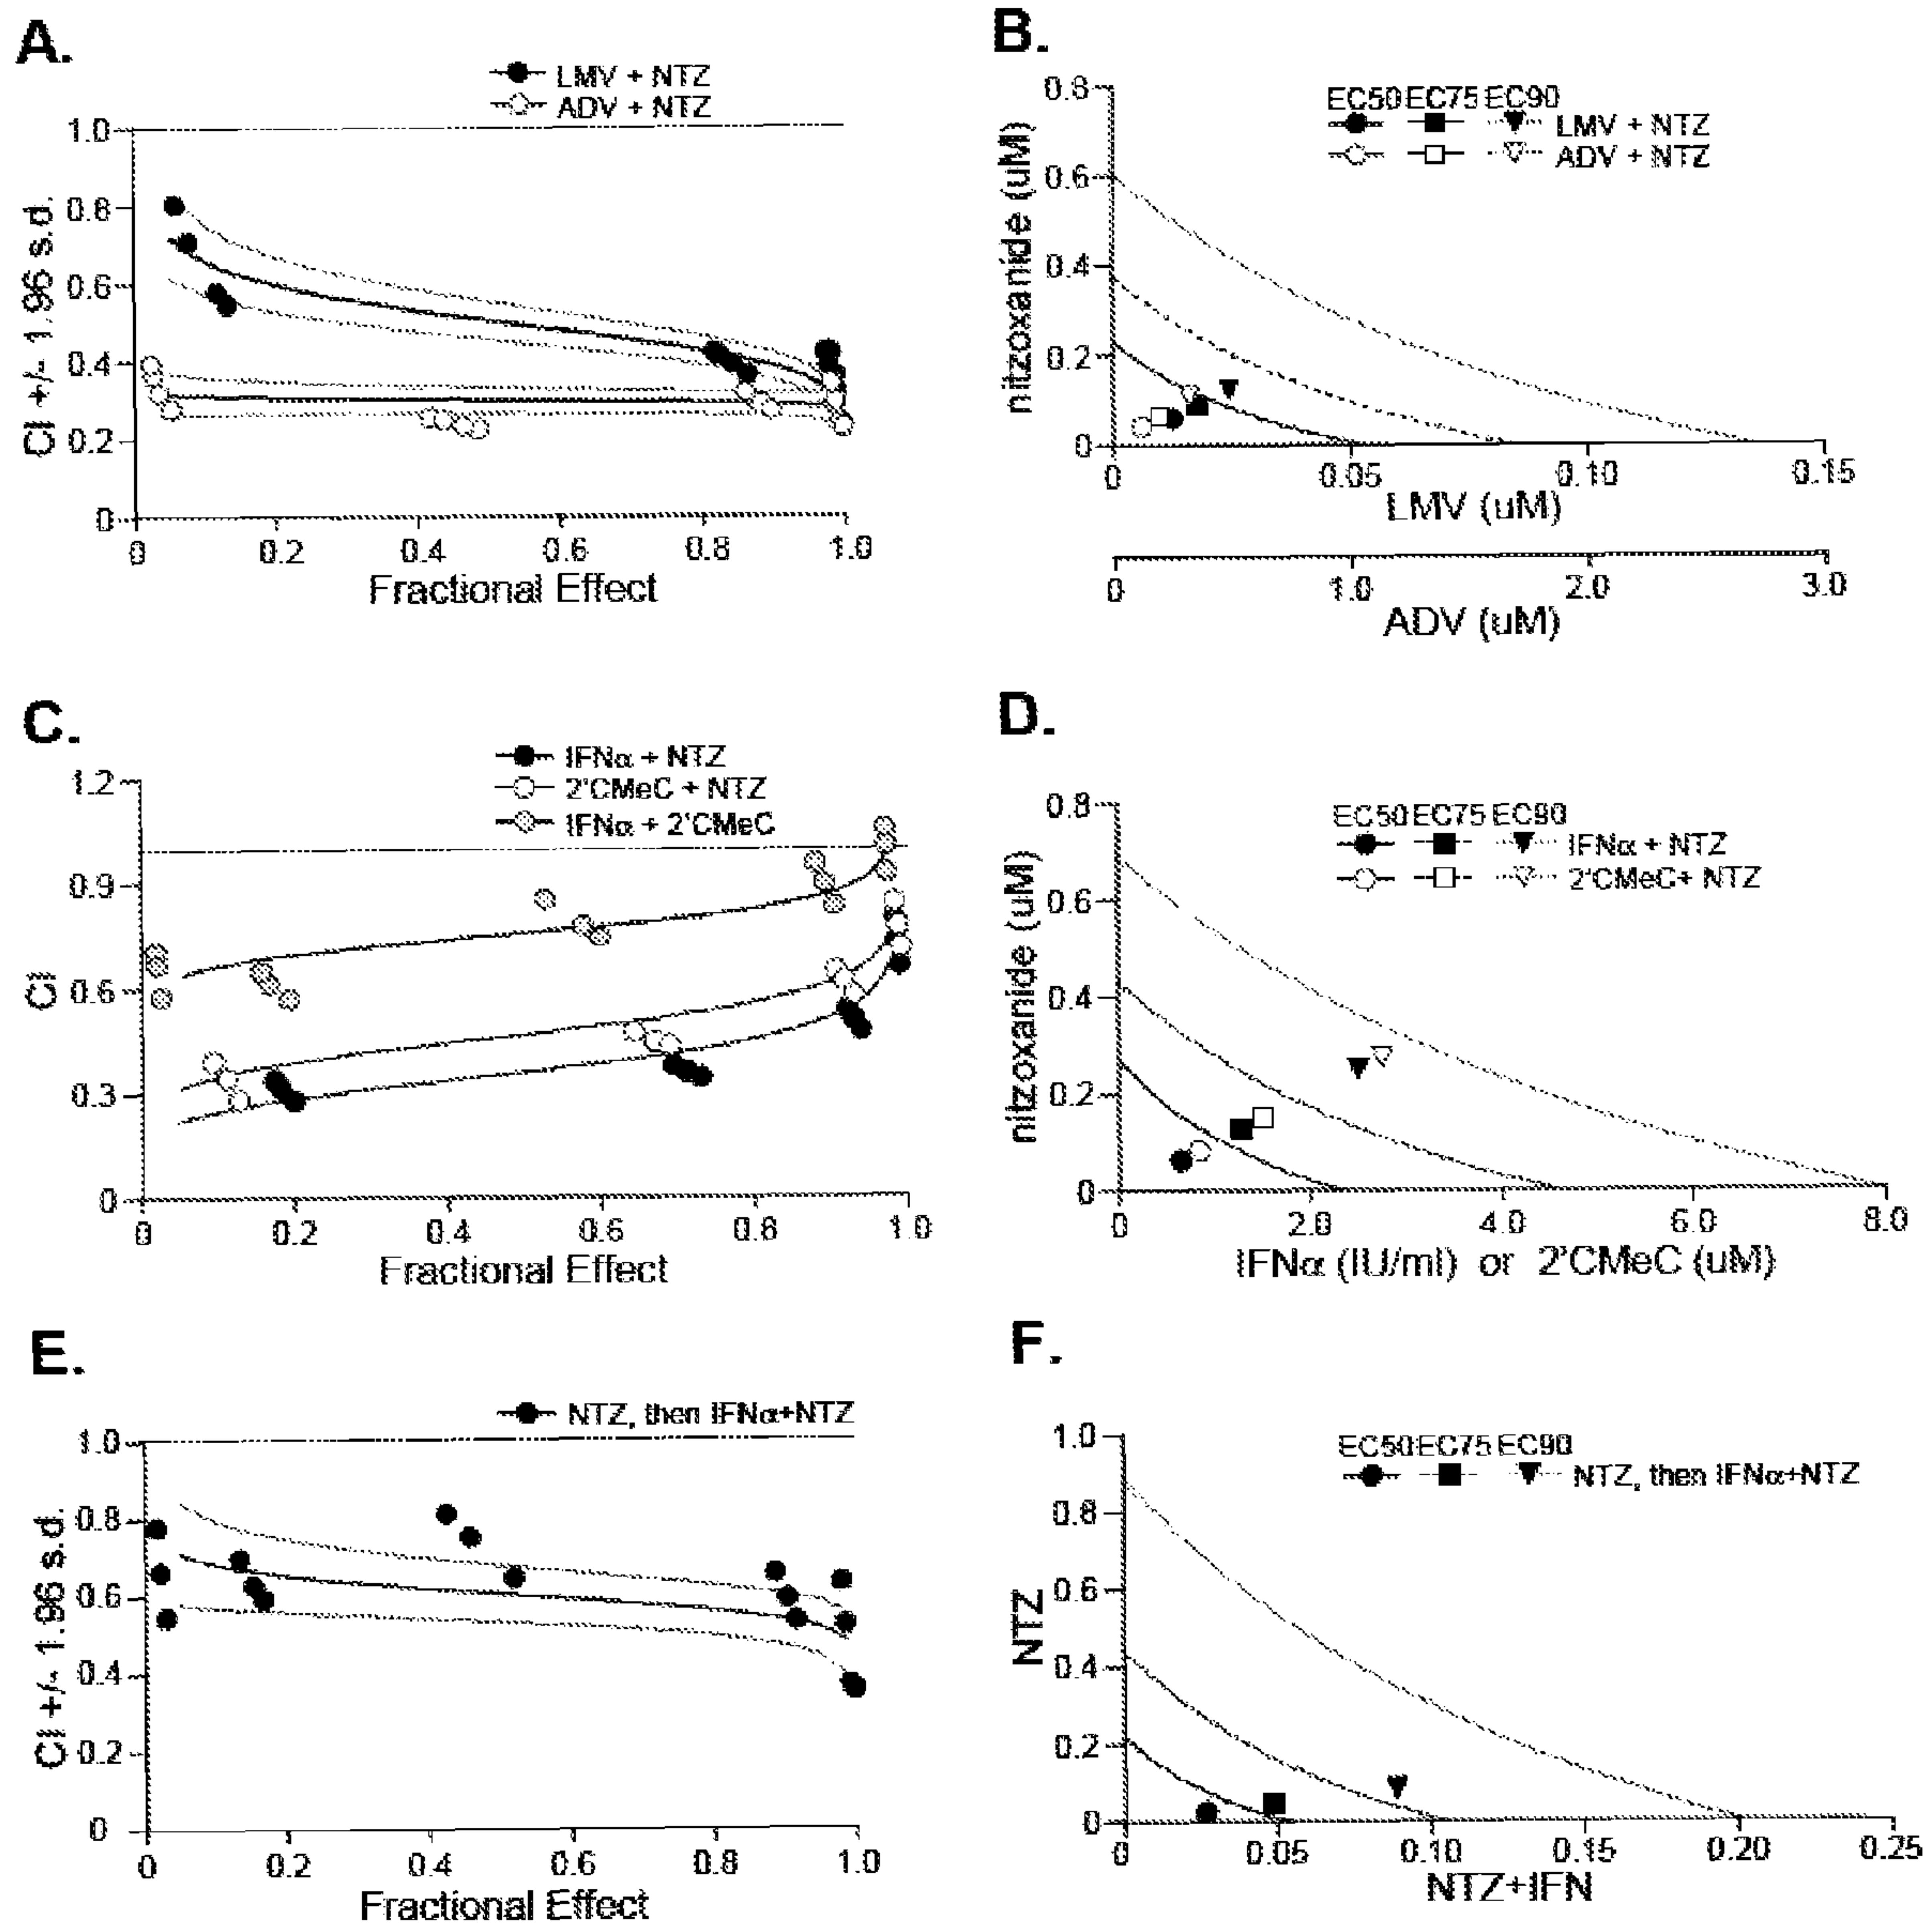 A.
LMV + NTZ
ADV + NTZ
1.0
0.8
0.6
0.4
0.2
0
CI +/- 1.96 s.d.
0 0.2 0.4 0.6 0.8 1.0
Fractional Effect
B.
EC50 EC75 EC90
LMV + NTZ
ADV + NTZ
0.8
0.6
0.4
0.2
0
nitzoxanide (uM)
0 0.05 0.10 0.15
LMV (uM)
0 1.0 2.0 3.0
ADV (uM)
C.
IFNα + NTZ
2'CMeC + NTZ
IFNα + 2'CMeC
1.2
0.9
0.6
0.3
0
CI
0 0.2 0.4 0.6 0.8 1.0
Fractional Effect
D.
EC50 EC75 EC90
IFNα + NTZ
2'CMeC+ NTZ
0.8
0.6
0.4
0.2
0
nitzoxanide (uM)
0 2.0 4.0 6.0 8.0
IFNα (IU/ml) or 2'CMeC (uM)
E.
NTZ, then IFNα+NTZ
1.0
0.8
0.6
0.4
0.2
0
CI +/- 1.96 s.d.
0 0.2 0.4 0.6 0.8 1.0
Fractional Effect
F.
EC50 EC75 EC90
NTZ, then IFNα+NTZ
1.0
0.8
0.6
0.4
0.2
0
NTZ
0 0.05 0.10 0.15 0.20 0.25
NTZ+IFN